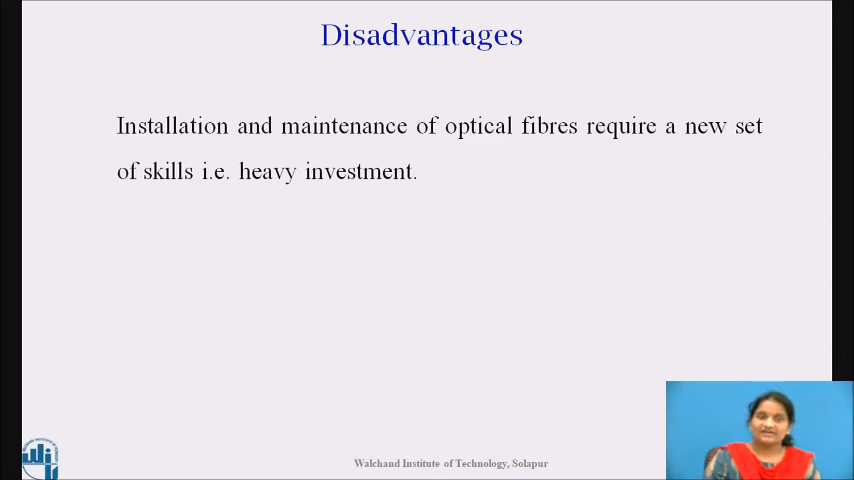 Disadvantages
Installation and maintenance of optical fibres require a new set
of skills i.e. heavy investment.
Walchand Institute of Technology, Solapur